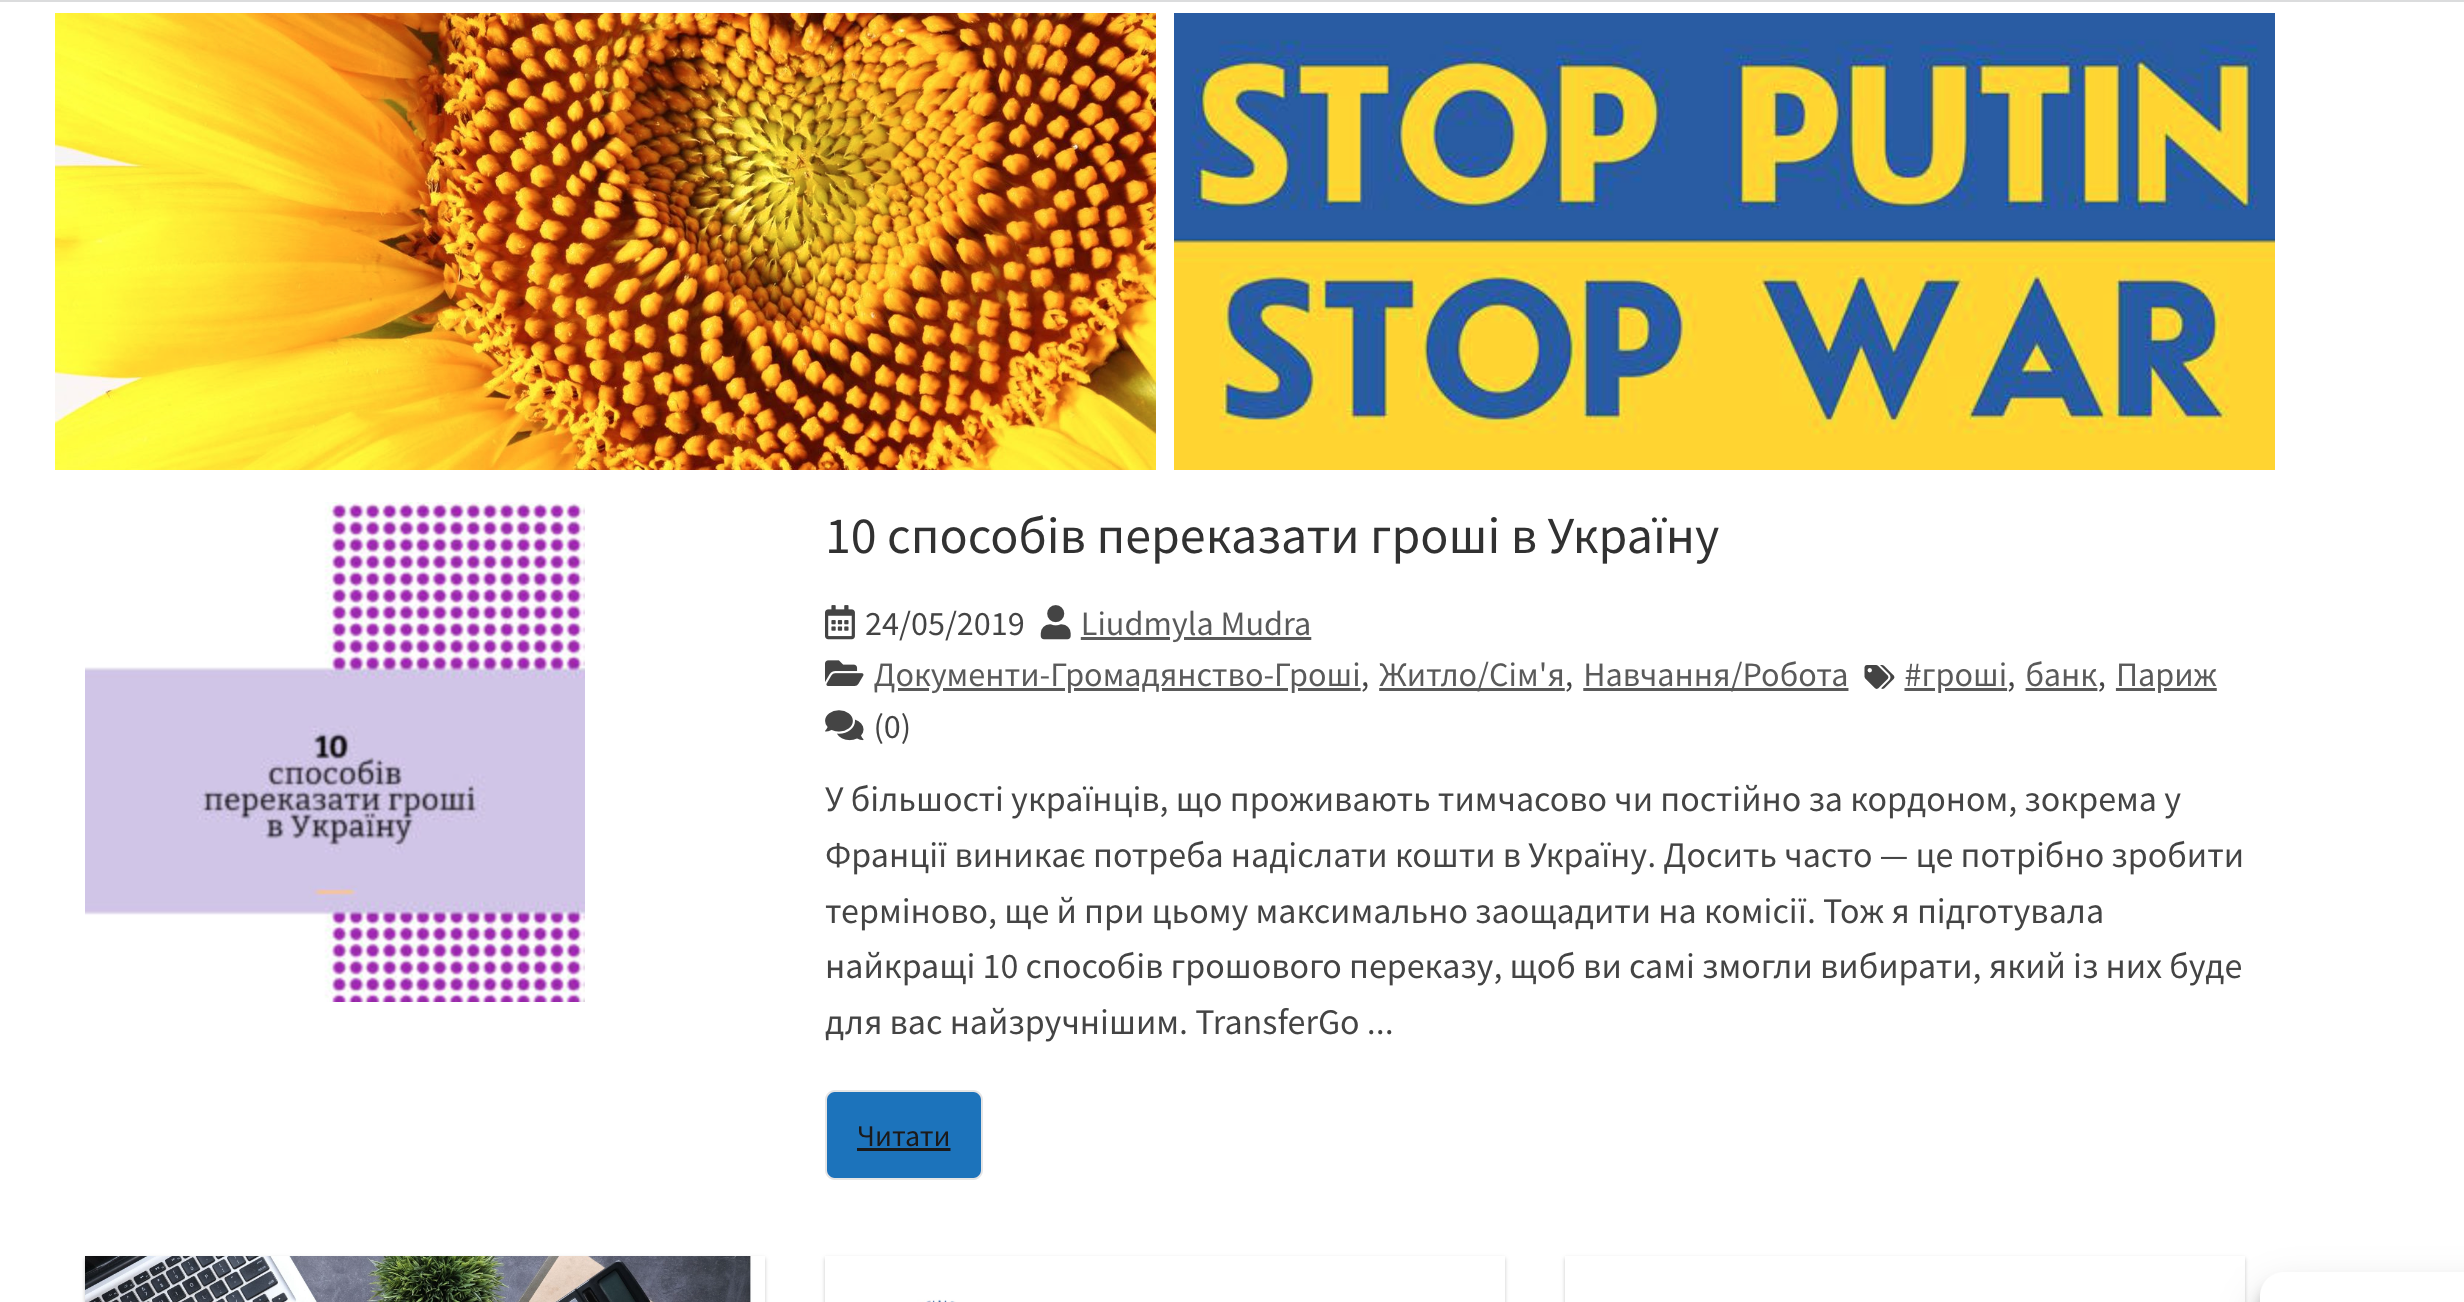 STOP PUTIN
STOP WAR
10
способів
переказати гроші
в Україну
10 способів переказати гроші в Україну
24/05/2019 Liudmyla Mudra
Документи-Громадянство-Гроші, Житло/Сім'я, Навчання/Робота #гроші, банк, Париж
(0)
У більшості українців, що проживають тимчасово чи постійно за кордоном, зокрема у
Франції виникає потреба надіслати кошти в Україну. Досить часто — це потрібно зробити
терміново, ще й при цьому максимально заощадити на комісії. Тож я підготувала
найкращі 10 способів грошового переказу, щоб ви самі змогли вибирати, який із них буде
для вас найзручнішим. TransferGo ...
Читати